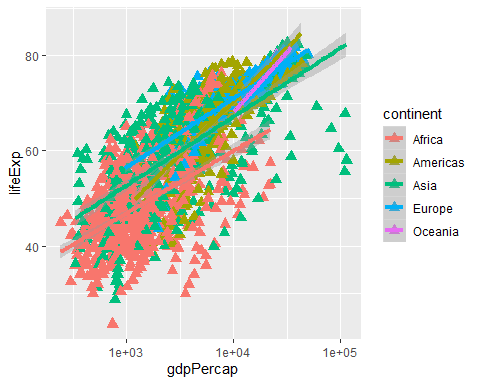 80
60
40
lifeExp
1e+03
1e+04
1e+05
gdpPercap
continent
Africa
Americas
Asia
Europe
Oceania